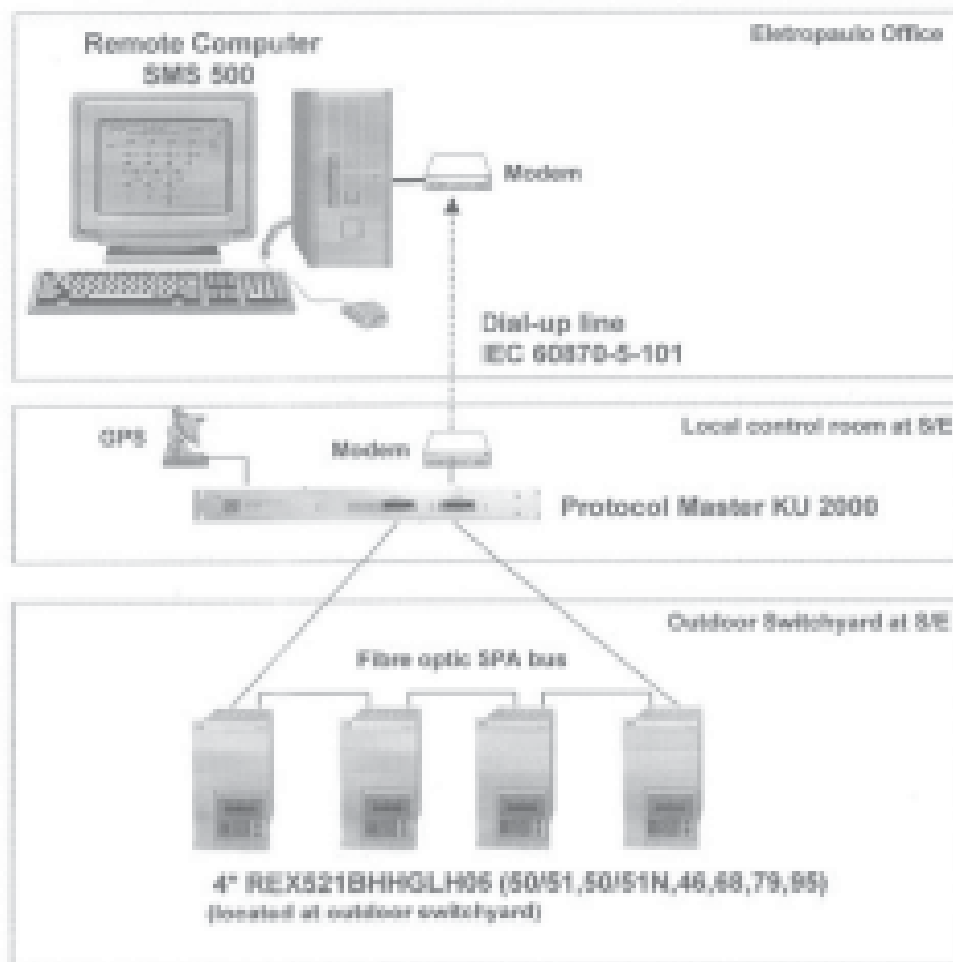 Eletropaulo Office
Remote Computer
SMS 500
Modem
Dial-up line
IEC 60870-5-101
Local control room at S/E
GPS
Modem
Protocol Master KU 2000
Outdoor Switchyard at S/E
Fibre optic SPA bus
4* REX521BHHGLH05 (50/51,50/51N,46,68,79,95)
(located at outdoor switchyard)